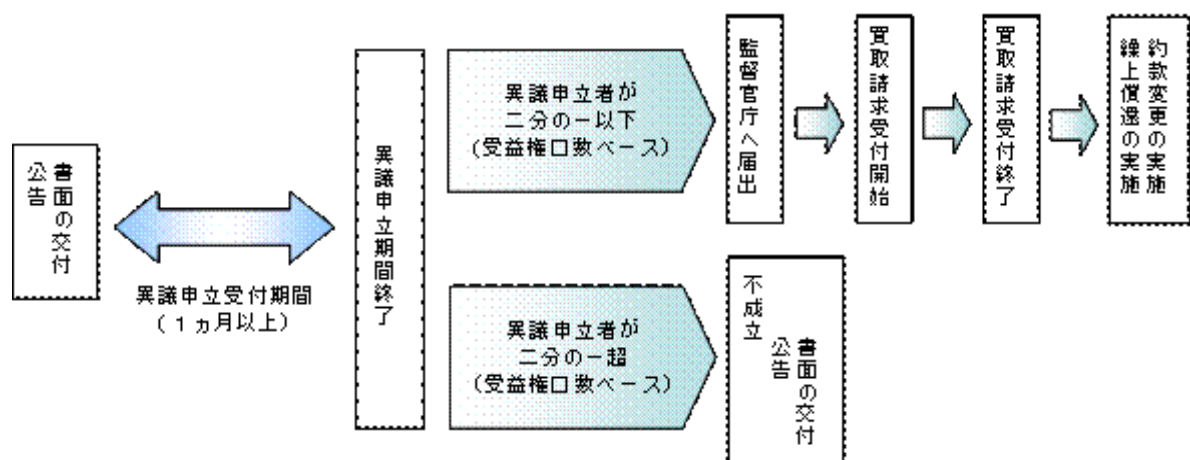 書面の交付
公告
異議申立受付期間
(1ヵ月以上)
異議申立期間終了
異議申立者が
二分の一以下
(受益権口数ベース)
監督官庁へ届出
買取請求受付開始
買取請求受付終了
約款変更の実施
繰上償還の実施
異議申立者が
二分の一超
(受益権口数ベース)
不成立
書面の交付
公告